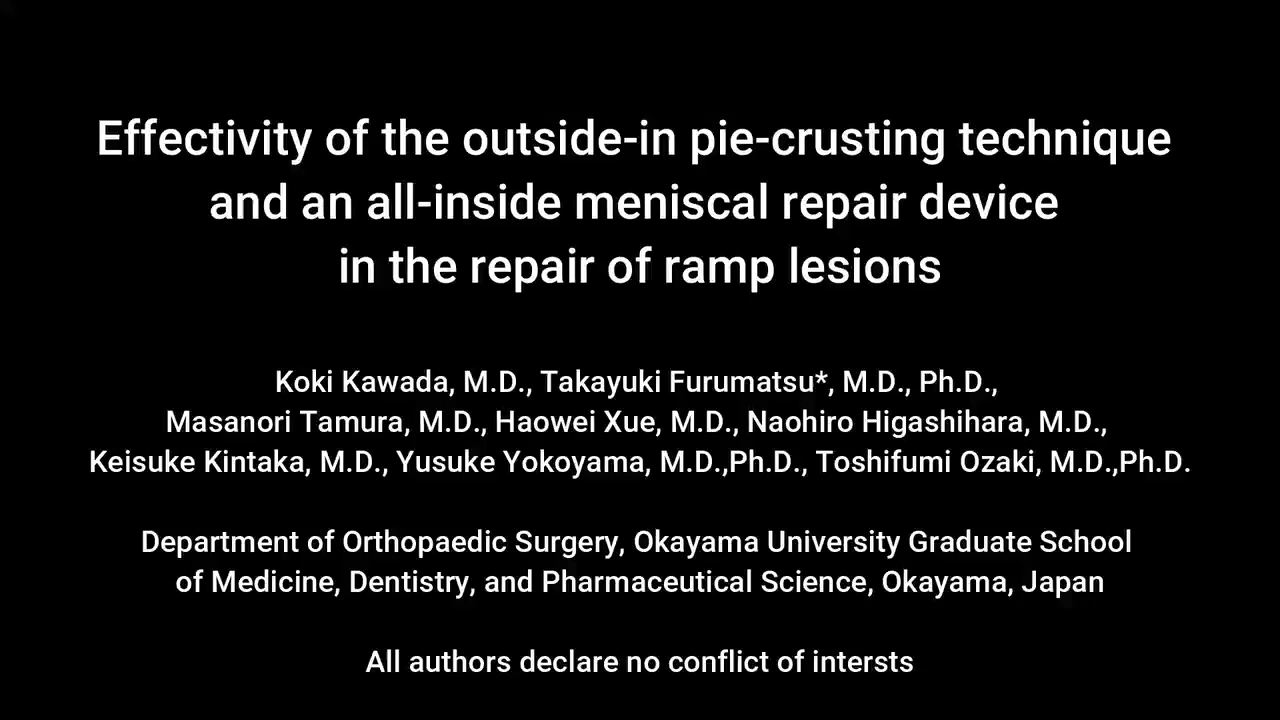 Effectivity of the outside-in pie-crusting technique
and an all-inside meniscal repair device
in the repair of ramp lesions
Koki Kawada, M.D., Takayuki Furumatsu*, M.D., Ph.D.,
Masanori Tamura, M.D., Haowei Xue, M.D., Naohiro Higashihara, M.D.,
Keisuke Kintaka, M.D., Yusuke Yokoyama, M.D.,Ph.D., Toshifumi Ozaki, M.D.,Ph.D.
Department of Orthopaedic Surgery, Okayama University Graduate School
of Medicine, Dentistry, and Pharmaceutical Science, Okayama, Japan
All authors declare no conflict of intersts